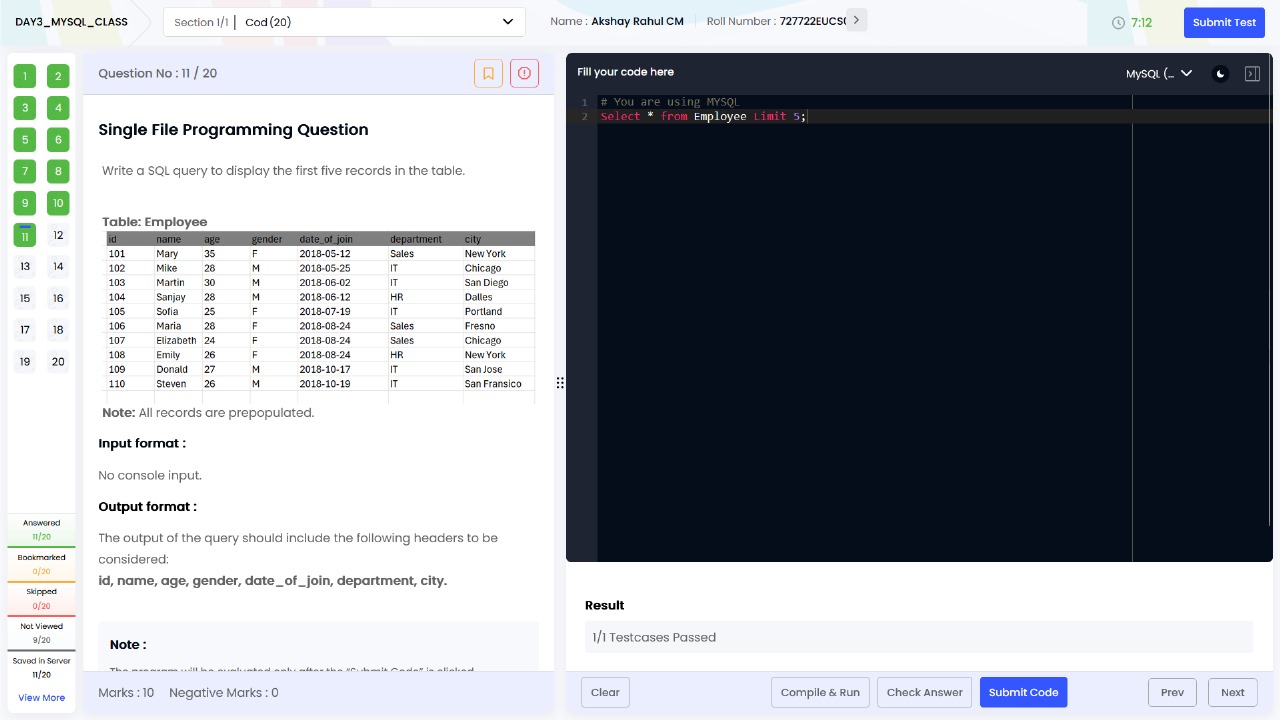 DAY3_MYSQL_CLASS
Section 1/1 | Cod (20)
Name : Akshay Rahul CM
Roll Number : 727722EUCS
7:12
Submit Test
1 2
3 4
5 6
7 8
9 10
11 12
13 14
15 16
17 18
19 20
Answered
11/20
Bookmarked
0/20
Skipped
0/20
Not Viewed
9/20
Saved in Server
11/20
View More
Question No : 11 / 20
Single File Programming Question
Write a SQL query to display the first five records in the table.
Table: Employee
id name age gender date_of_join department city
101 Mary 35 F 2018-05-12 Sales New York
102 Mike 28 M 2018-05-25 IT Chicago
103 Martin 30 M 2018-06-02 IT San Diego
104 Sanjay 28 M 2018-06-12 HR Dalles
105 Sofia 25 F 2018-07-19 IT Portland
106 Maria 28 F 2018-08-24 Sales Fresno
107 Elizabeth 24 F 2018-08-24 Sales Chicago
108 Emily 26 F 2018-08-24 HR New York
109 Donald 27 M 2018-10-17 IT San Jose
110 Steven 26 M 2018-10-19 IT San Fransico
Note: All records are prepopulated.
Input format :
No console input.
Output format :
The output of the query should include the following headers to be
considered:
id, name, age, gender, date_of_join, department, city.
Note :
The program will be evaluated only after the "Submit Code" is clicked
Marks : 10 Negative Marks : 0
Fill your code here
MySQL (...
1 # You are using MYSQL
2 Select * from Employee Limit 5;
Result
1/1 Testcases Passed
Clear
Compile & Run
Check Answer
Submit Code
Prev
Next